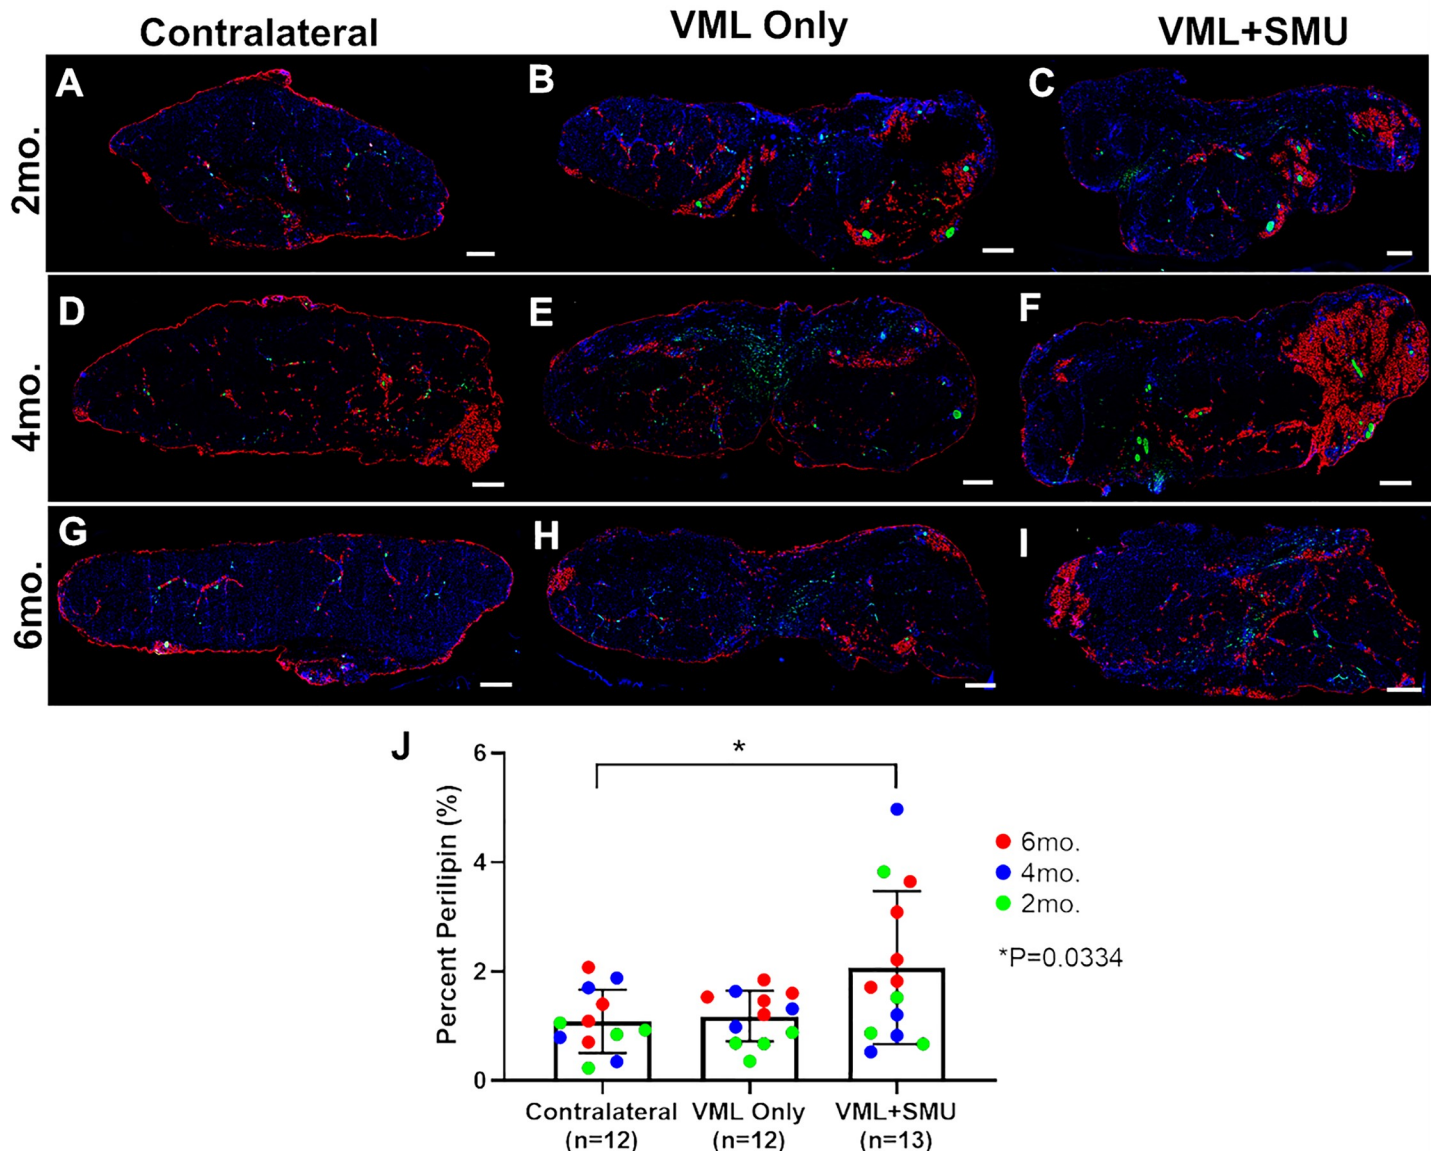 Contralateral
VML Only
VML+SMU
2mo.
A
B
C
4mo.
D
E
F
6mo.
G
H
I
J
*
Percent Perilipin (%)
6
4
2
0
6mo.
4mo.
2mo.
*P=0.0334
Contralateral
(n=12)
VML Only
(n=12)
VML+SMU
(n=13)